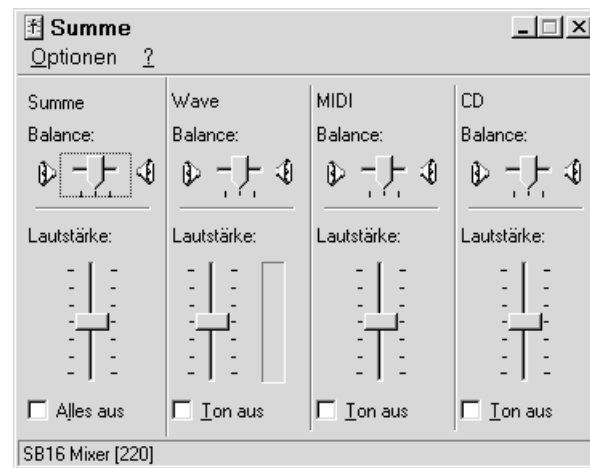 Summe
Optionen ?
Summe Wave MIDI CD
Balance: Balance: Balance: Balance:
Lautstärke: Lautstärke: Lautstärke: Lautstärke:
Alles aus Ton aus Ton aus Ton aus
SB16 Mixer [220]